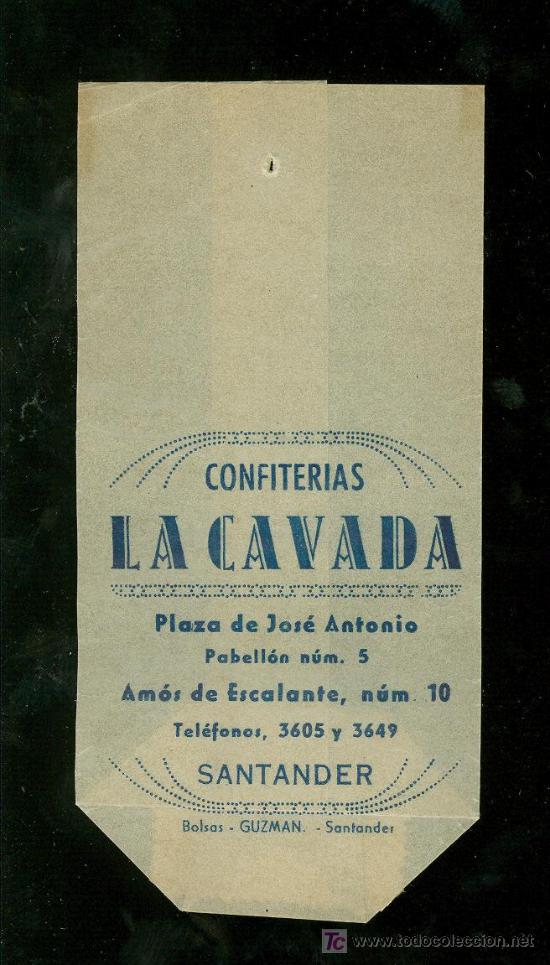 CONFITERIAS
LA CAVADA
Plaza de José Antonio
Pabellón núm. 5
Amós de Escalante, núm. 10
Teléfonos, 3605 y 3649
SANTANDER
Bolsas - GUZMAN. - Santander
TC www.todocoleccion.net